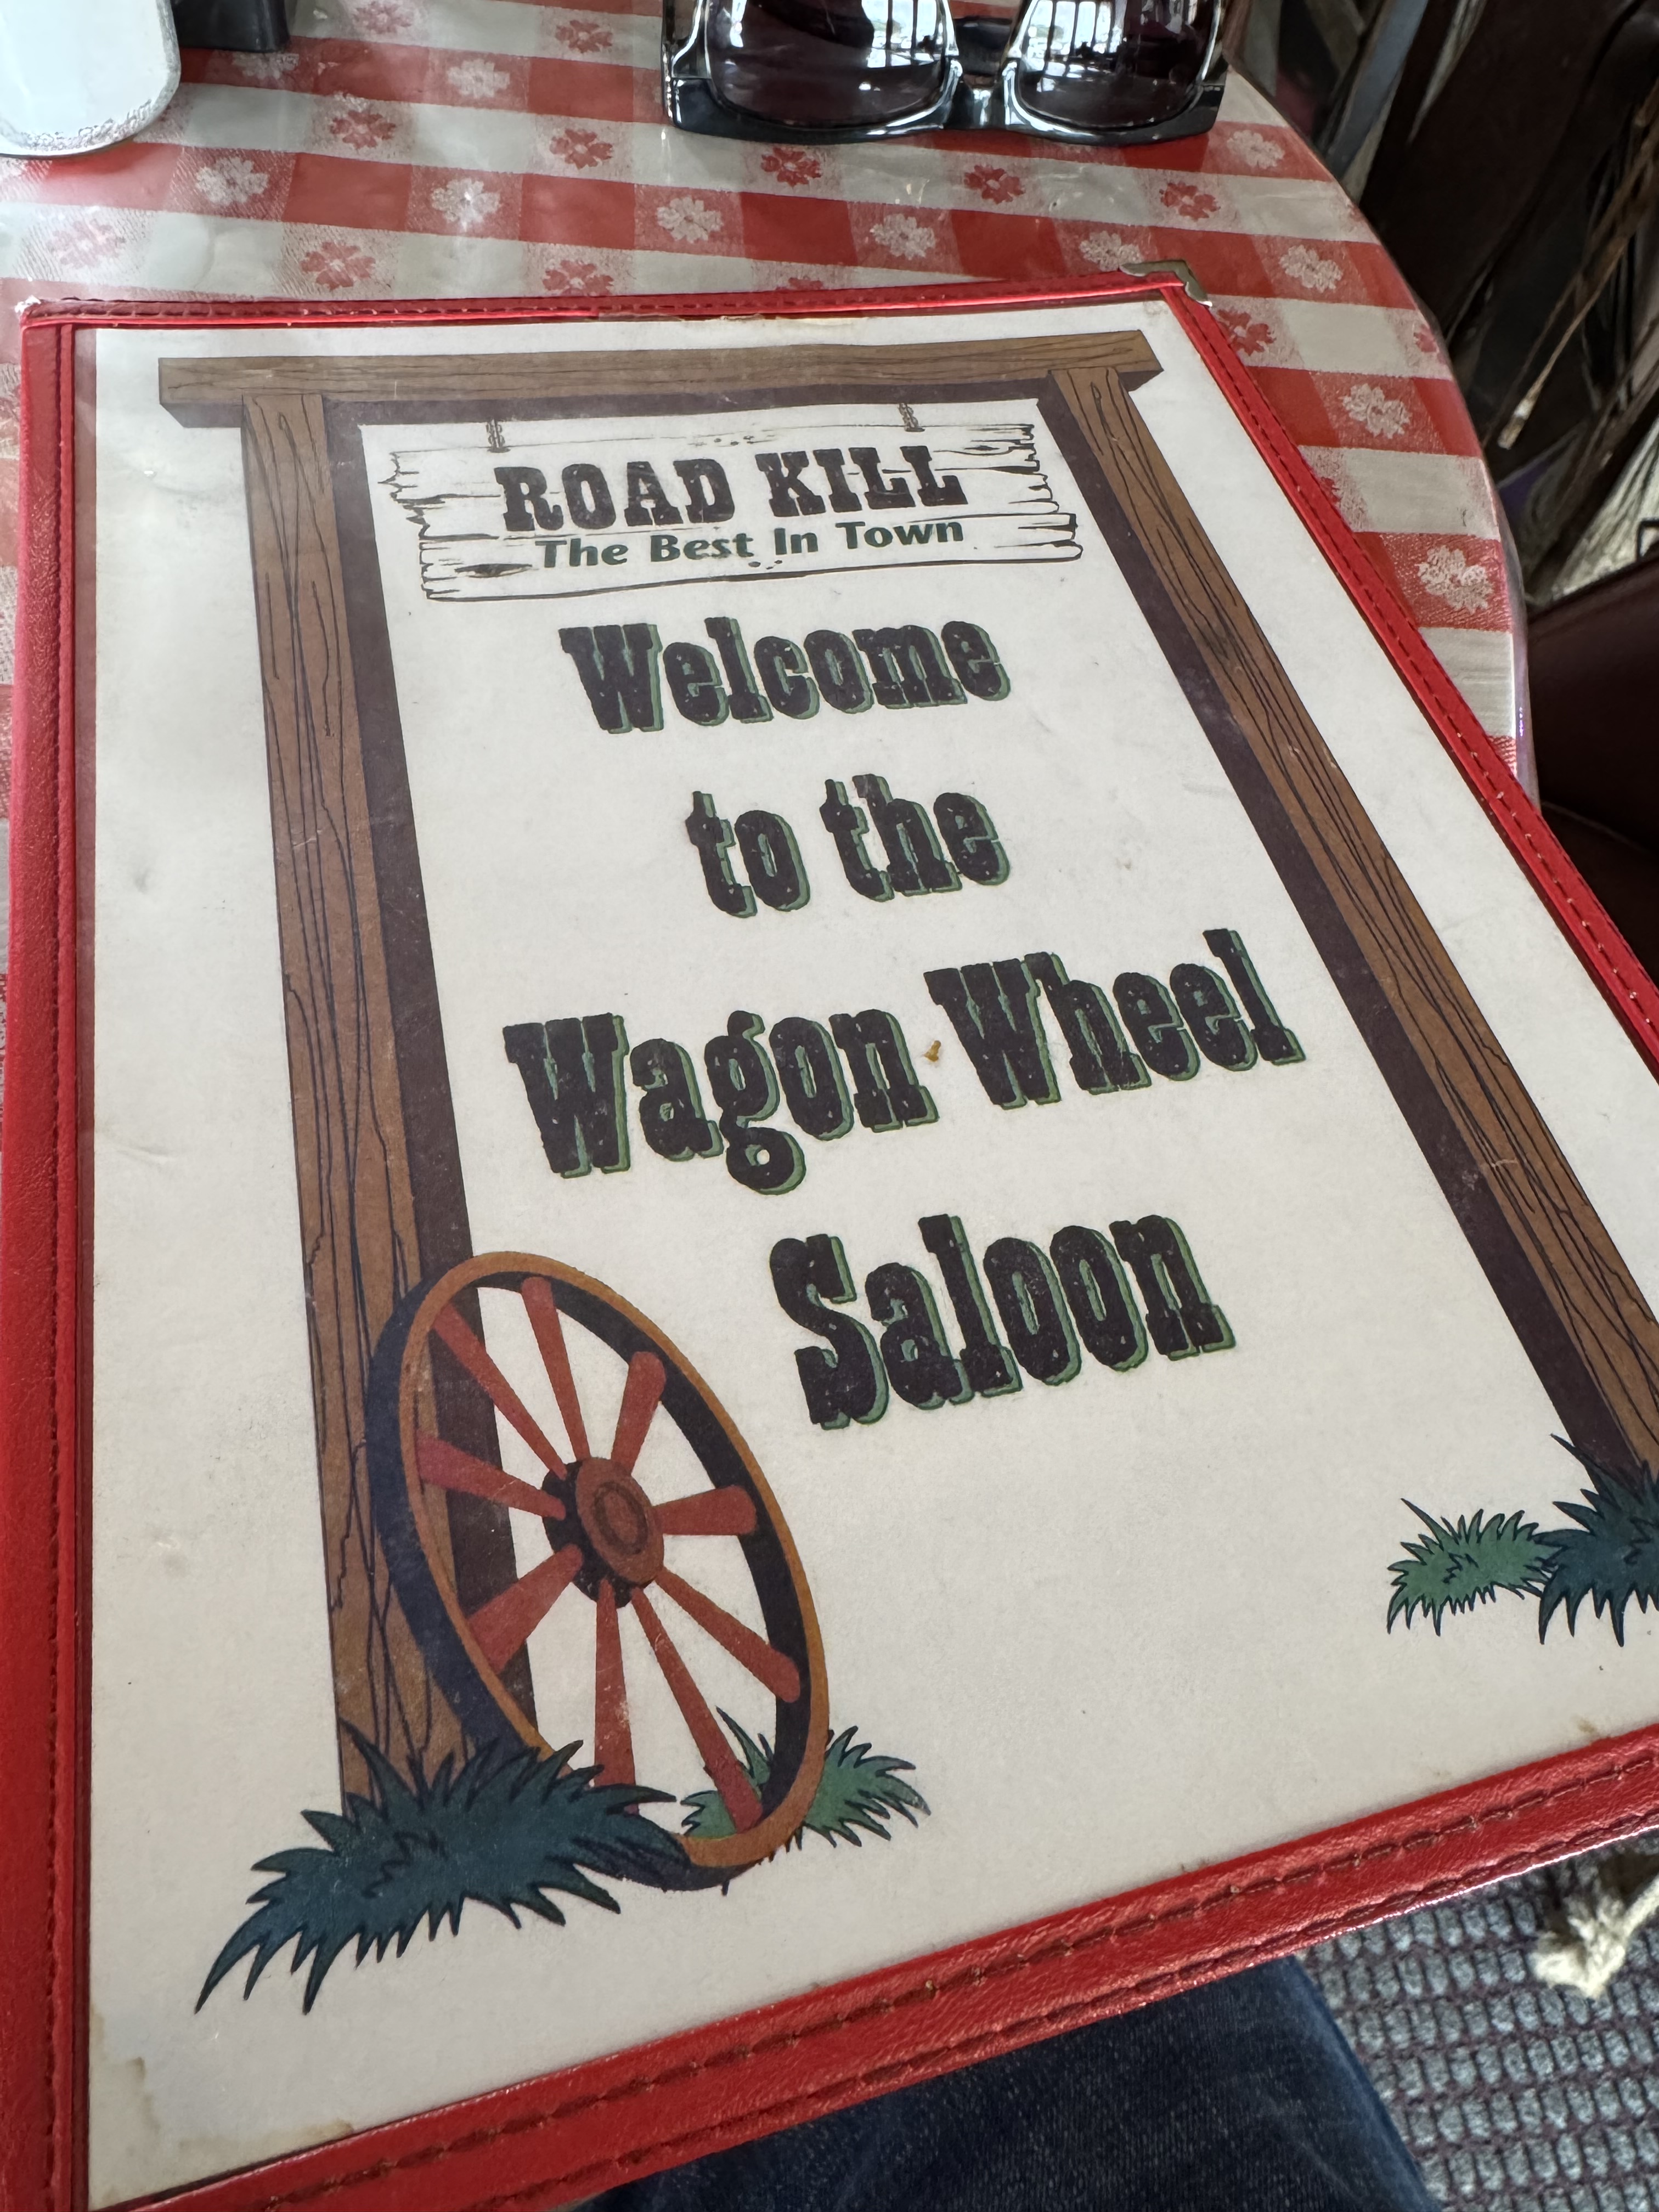 ROAD KILL
The Best In Town
Welcome
to the
Wagon Wheel
Saloon